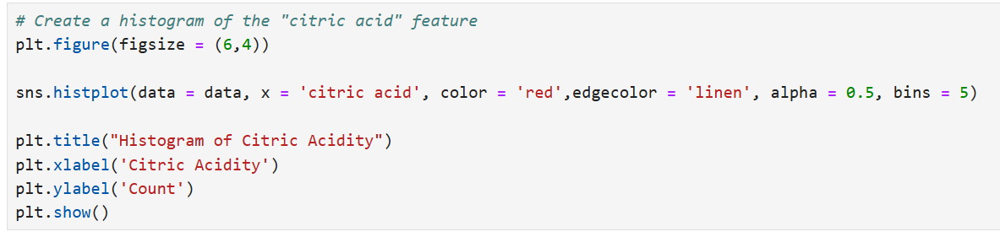 # Create a histogram of the "citric acid" feature
plt.figure(figsize = (6,4))
sns.histplot(data = data, x = 'citric acid', color = 'red',edgecolor = 'linen', alpha = 0.5, bins = 5)
plt.title("Histogram of Citric Acidity")
plt.xlabel('Citric Acidity')
plt.ylabel('Count')
plt.show()